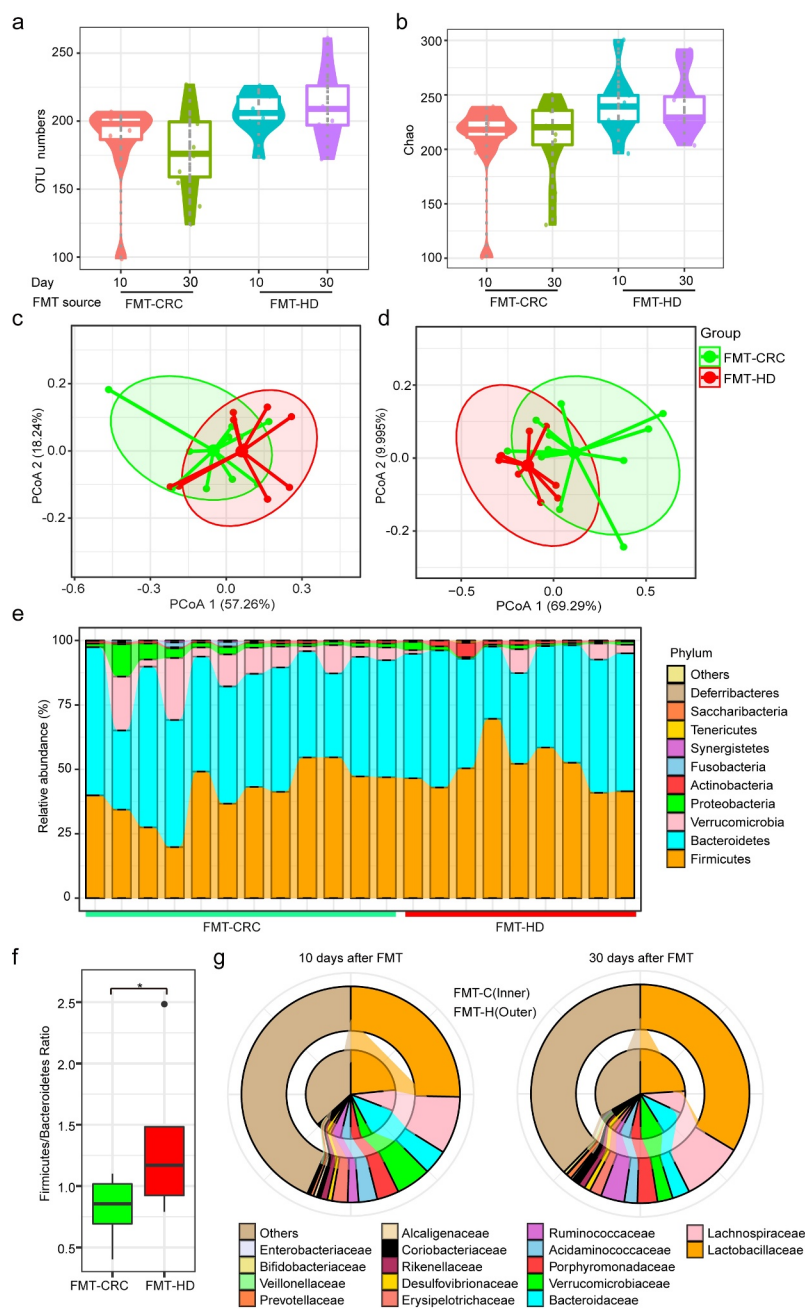 a
OTU numbers
250
200
150
100
Day
10
30
10
30
FMT source
FMT-CRC
FMT-HD
b
Chao
300
250
200
150
100
10
30
10
30
FMT-CRC
FMT-HD
c
PCoA 2 (18.24%)
0.2
0.0
-0.2
-0.6
-0.3
0.0
0.3
PCoA 1 (57.26%)
d
PCoA 2 (9.995%)
0.2
0.0
-0.2
-0.5
0.0
0.5
PCoA 1 (69.29%)
Group
FMT-CRC
FMT-HD
e
Relative abundance (%)
100
75
50
25
0
FMT-CRC
FMT-HD
Phylum
Others
Deferribacteres
Saccharibacteria
Tenericutes
Synergistetes
Fusobacteria
Actinobacteria
Proteobacteria
Verrucomicrobia
Bacteroidetes
Firmicutes
f
Firmicutes/Bacteroidetes Ratio
*
2.5
2.0
1.5
1.0
0.5
FMT-CRC
FMT-HD
g
10 days after FMT
30 days after FMT
FMT-C(Inner)
FMT-H(Outer)
Others
Enterobacteriaceae
Bifidobacteriaceae
Veillonellaceae
Prevotellaceae
Alcaligenaceae
Coriobacteriaceae
Rikenellaceae
Desulfovibrionaceae
Erysipelotrichaceae
Ruminococcaceae
Acidaminococcaceae
Porphyromonadaceae
Verrucomicrobiaceae
Bacteroidaceae
Lachnospiraceae
Lactobacillaceae